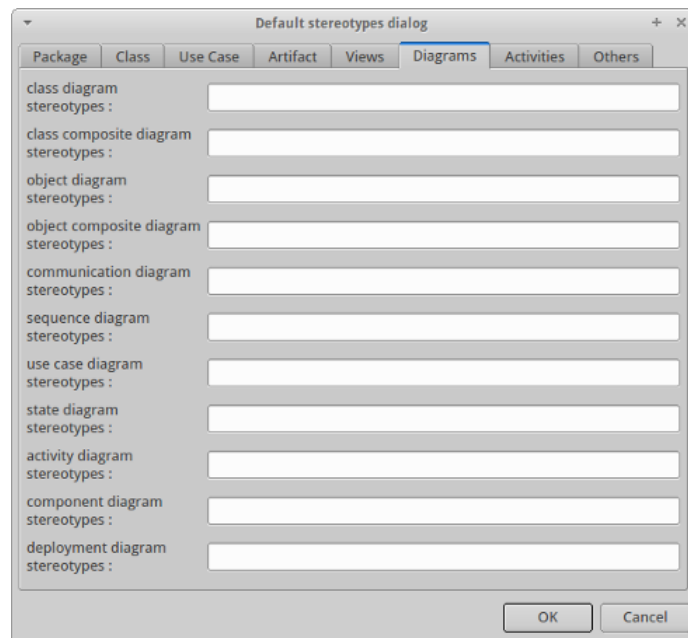 Default stereotypes dialog
Package Class Use Case Artifact Views Diagrams Activities Others
class diagram
stereotypes :
class composite diagram
stereotypes :
object diagram
stereotypes :
object composite diagram
stereotypes :
communication diagram
stereotypes :
sequence diagram
stereotypes :
use case diagram
stereotypes :
state diagram
stereotypes :
activity diagram
stereotypes :
component diagram
stereotypes :
deployment diagram
stereotypes :
OK Cancel